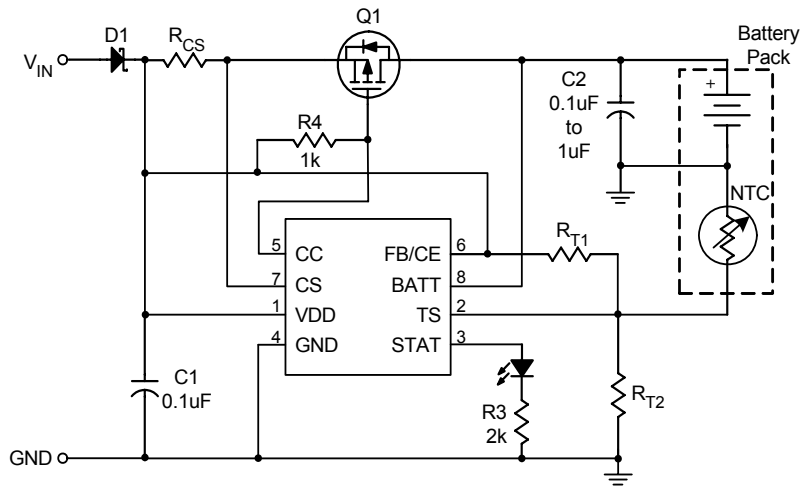 Q1
D1
R_CS
V_IN
Battery
Pack
C2
0.1uF
to
1uF
+
R4
1k
NTC
R_T1
5 CC FB/CE 6
7 CS BATT 8
1 VDD TS 2
4 GND STAT 3
C1
0.1uF
R3
2k
R_T2
GND